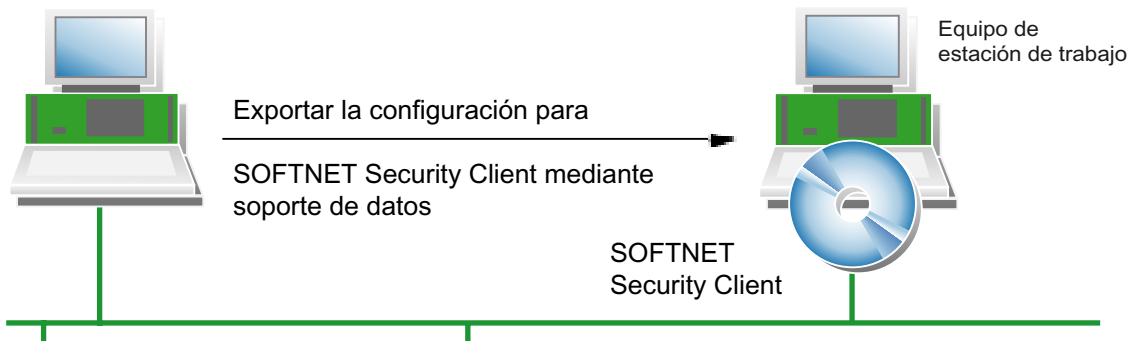 Equipo de
estación de trabajo
Exportar la configuración para
SOFTNET Security Client mediante
soporte de datos
SOFTNET
Security Client